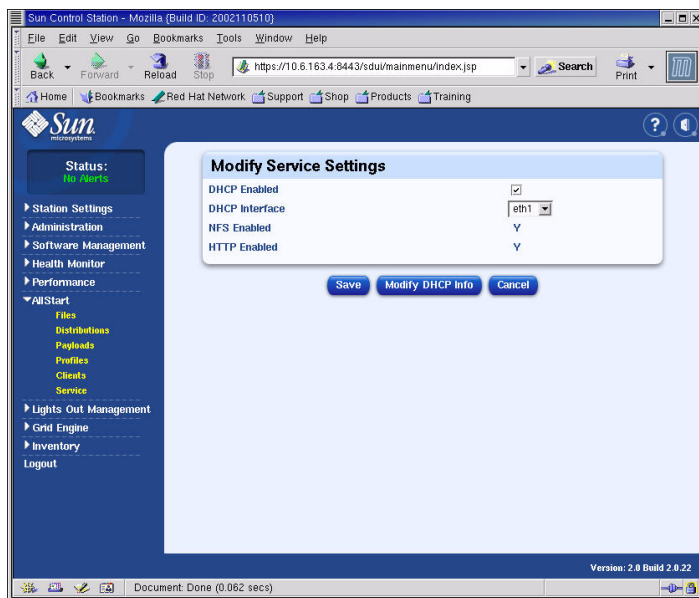 Sun Control Station - Mozilla {Build ID: 2002110510}
File Edit View Go Bookmarks Tools Window Help
Back Forward Reload Stop https://10.6.163.4:8443/sdui/mainmenu/index.jsp Search Print
Home Bookmarks Red Hat Network Support Shop Products Training
Sun
microsystems
?
Status:
No Alerts
Station Settings
Administration
Software Management
Health Monitor
Performance
AllStart
Files
Distributions
Payloads
Profiles
Clients
Service
Lights Out Management
Grid Engine
Inventory
Logout
Modify Service Settings
DHCP Enabled
DHCP Interface eth1
NFS Enabled Y
HTTP Enabled Y
Save Modify DHCP Info Cancel
Version: 2.0 Build 2.0.22
Document: Done (0.062 secs)